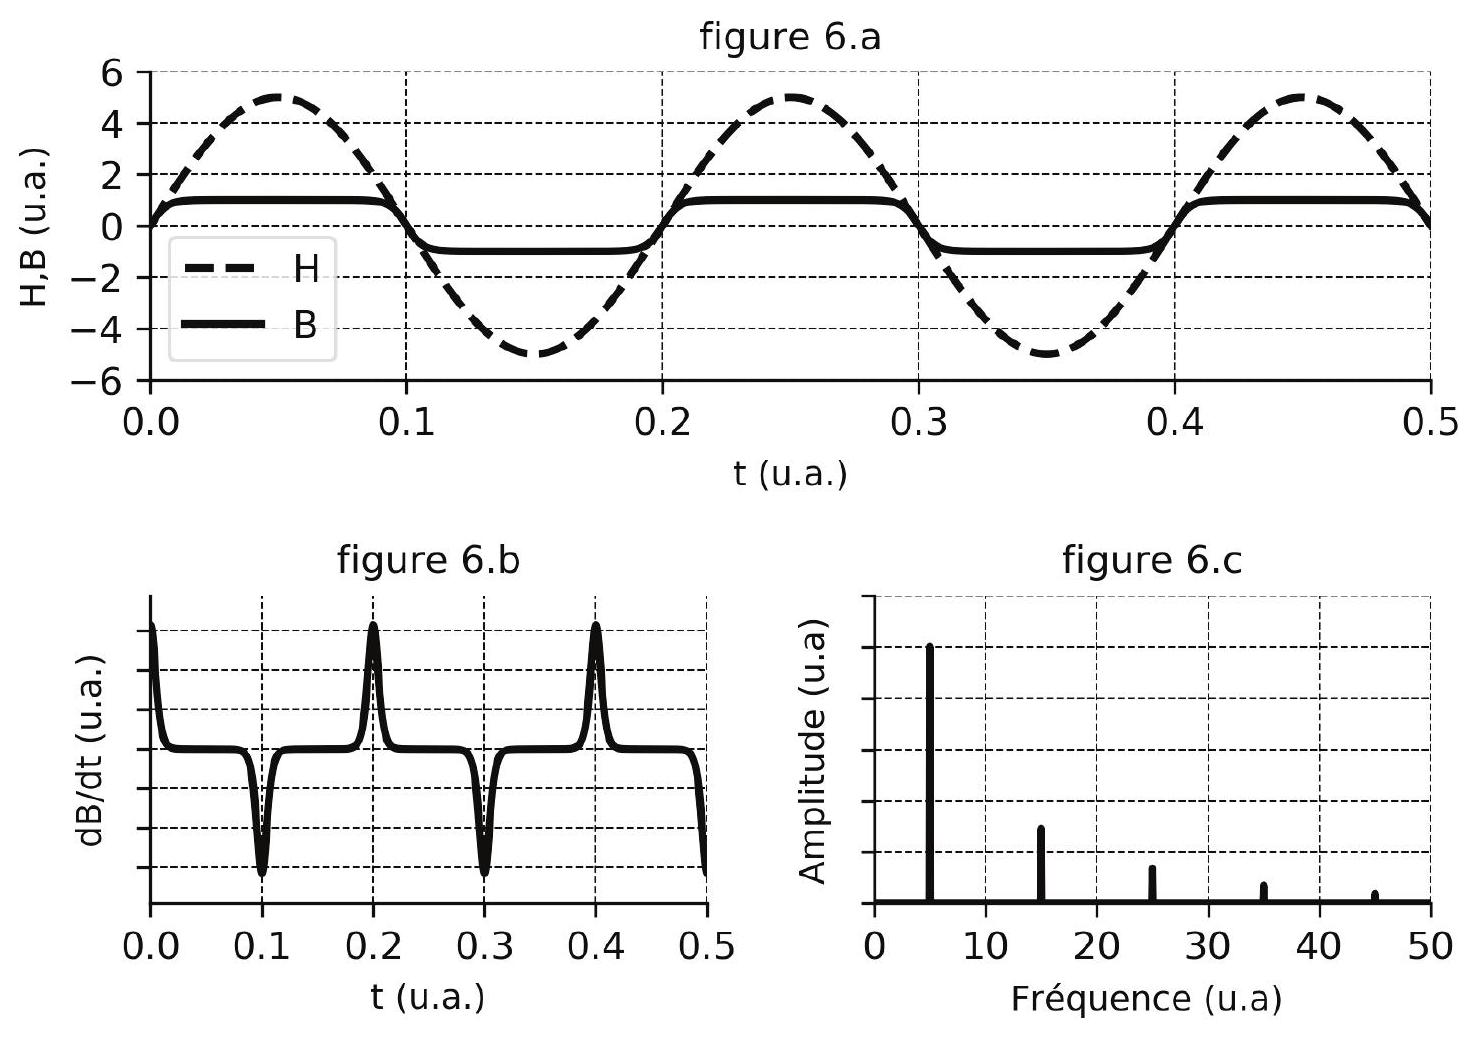 figure 6.a
6
4
2
0
−2
−4
−6
H,B (u.a.)
H
B
0.0 0.1 0.2 0.3 0.4 0.5
t (u.a.)
figure 6.b
dB/dt (u.a.)
0.0 0.1 0.2 0.3 0.4 0.5
t (u.a.)
figure 6.c
Amplitude (u.a)
0 10 20 30 40 50
Fréquence (u.a)